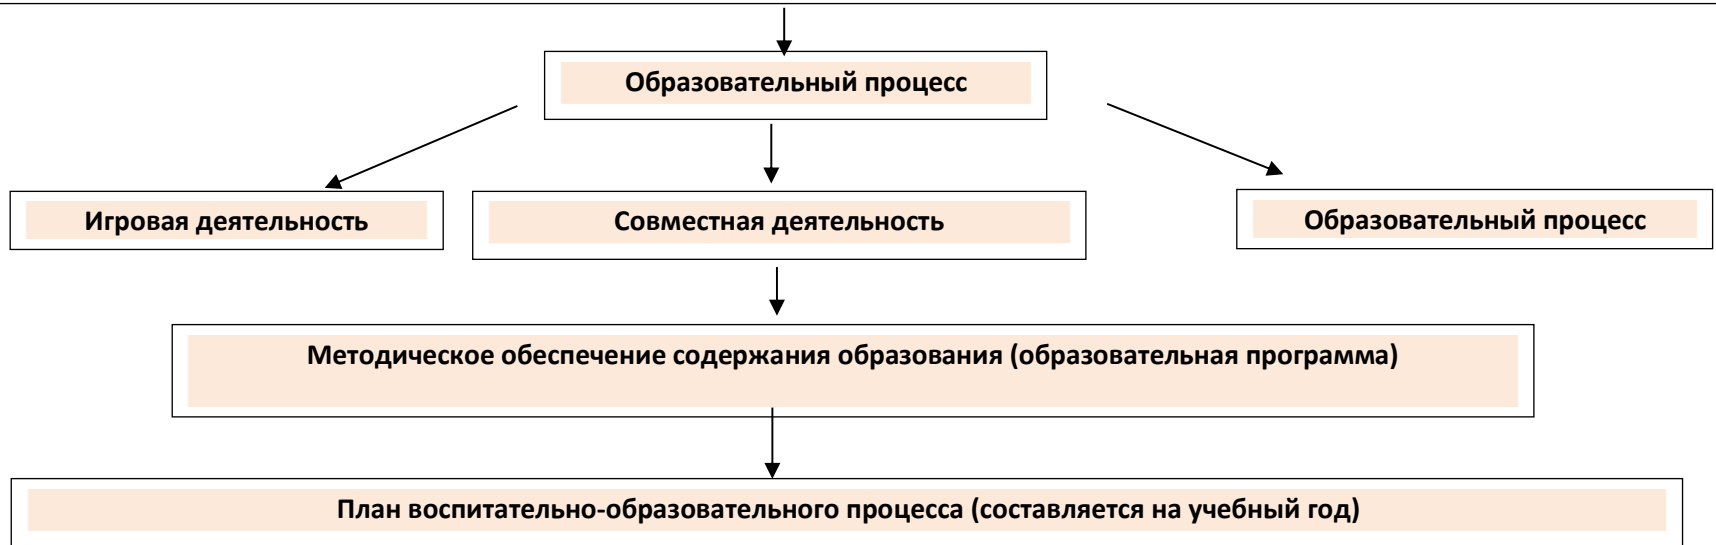 Образовательный процесс
Игровая деятельность
Совместная деятельность
Образовательный процесс
Методическое обеспечение содержания образования (образовательная программа)
План воспитательно-образовательного процесса (составляется на учебный год)